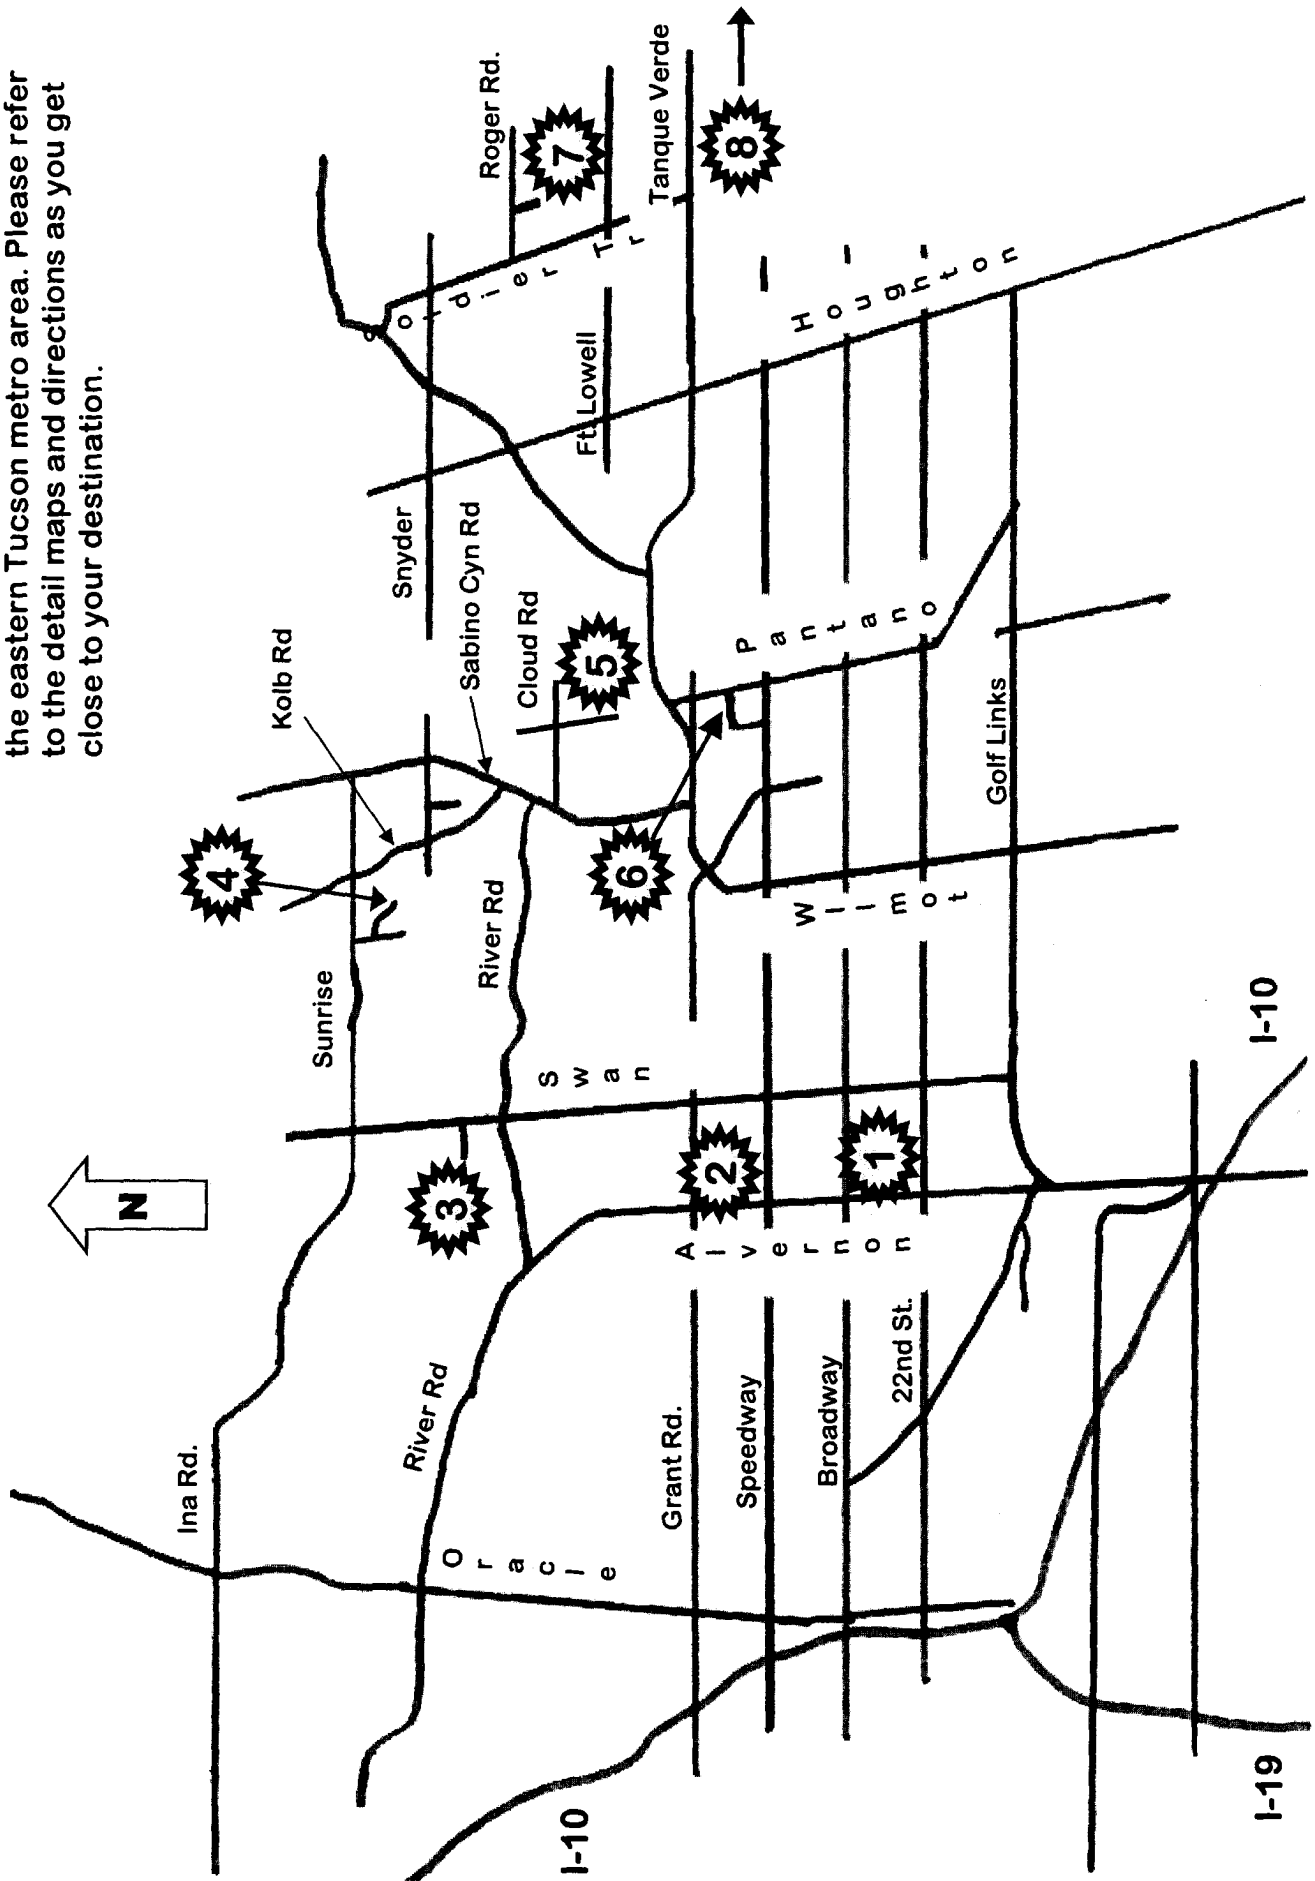 the eastern Tucson metro area. Please refer
to the detail maps and directions as you get
close to your destination.
N
Ina Rd.
Sunrise
Kolb Rd
Snyder
Sabino Cyn Rd
Cloud Rd
River Rd
River Rd
Roger Rd.
Ft. Lowell
Tanque Verde
Soldier Tr
Houghton
Pantano
Wilmot
Swan
Alvernon
Oracle
Grant Rd.
Speedway
Broadway
22nd St.
Golf Links
I-10
I-10
I-19
1
2
3
4
5
6
7
8